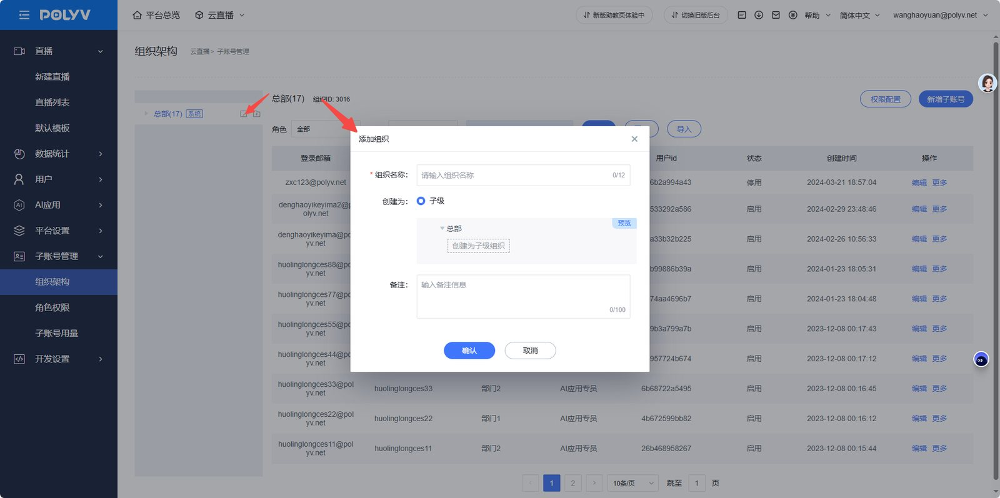 POLYV
平台总览
云直播
新版助教页体验中
切换旧版后台
帮助
简体中文
wanghaoyuan@polyv.net
直播
新建直播
直播列表
默认模板
数据统计
用户
AI应用
平台设置
子账号管理
组织架构
角色权限
子账号用量
开发设置
组织架构
云直播> 子账号管理
总部(17) 系统
总部(17) 组织ID: 3016
权限配置
新增子账号
角色
全部
导入
登录邮箱
用户id
状态
创建时间
操作
zxc123@polyv.net
6b2a994a43
停用
2024-03-21 18:57:04
编辑 更多
denghaoyikeyima2@p
olyv.net
533292a586
启用
2024-02-29 23:48:46
编辑 更多
denghaoyikeyima@po
yv.net
a33b32b225
启用
2024-02-26 10:56:33
编辑 更多
huolinglongces88@po
yv.net
b99886b39a
启用
2024-01-23 18:05:31
编辑 更多
huolinglongces77@po
yv.net
74aa4696b7
启用
2024-01-23 18:04:48
编辑 更多
huolinglongces55@po
yv.net
9b3a799a7b
启用
2023-12-08 00:17:43
编辑 更多
huolinglongces44@po
yv.net
957724b674
启用
2023-12-08 00:17:12
编辑 更多
huolinglongces33@pol
yv.net
huolinglongces33
部门2
AI应用专员
6b68722a5495
启用
2023-12-08 00:16:45
编辑 更多
huolinglongces22@pol
yv.net
huolinglongces22
部门1
AI应用专员
4b672599bb82
启用
2023-12-08 00:16:12
编辑 更多
huolinglongces11@pol
yv.net
huolinglongces11
部门2
AI应用专员
26b468958267
启用
2023-12-08 00:15:44
编辑 更多
1
2
10条/页
跳至
1
页
添加组织
* 组织名称：
请输入组织名称
0/12
创建为：
子级
预览
总部
创建为子级组织
备注：
输入备注信息
0/100
确认
取消